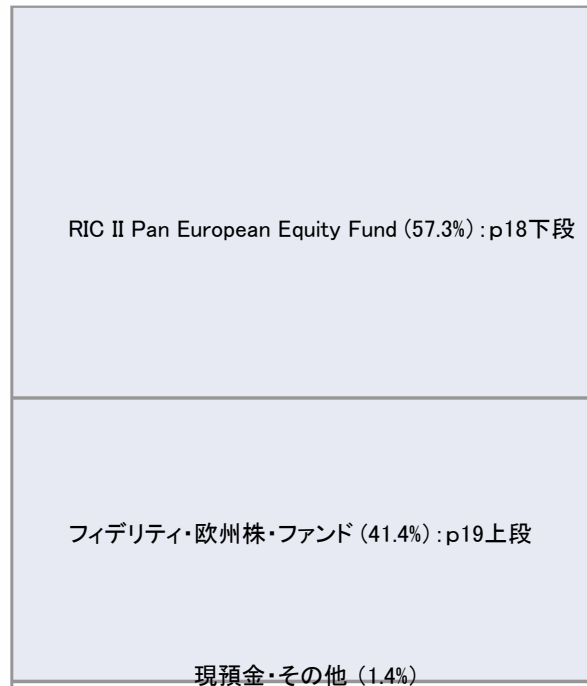 RIC II Pan European Equity Fund (57.3%) : p18下段
フィデリティ・欧州株・ファンド (41.4%) : p19上段
現預金・その他 (1.4%)